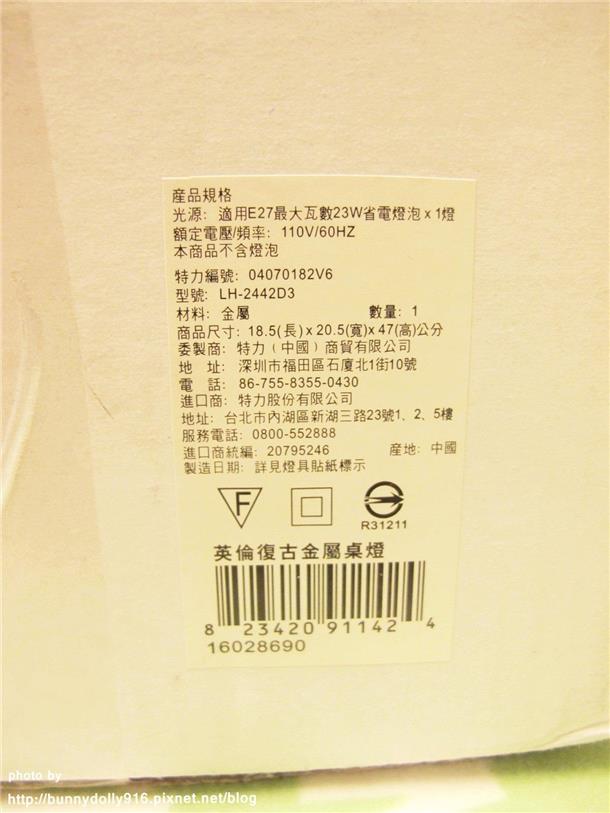 產品規格
光源: 適用E27最大瓦數23W省電燈泡 x 1燈
額定電壓/頻率: 110V/60HZ
本商品不含燈泡
特力編號: 04070182V6
型號: LH-2442D3
材料: 金屬 數量: 1
商品尺寸: 18.5(長) x 20.5(寬) x 47(高)公分
委製商: 特力（中國）商貿有限公司
地 址: 深圳市福田區石廈北1街10號
電 話: 86-755-8355-0430
進口商: 特力股份有限公司
地址: 台北市內湖區新湖三路23號1、2、5樓
服務電話: 0800-552888
進口商統編: 20795246 產地: 中國
製造日期: 詳見燈具貼紙標示
F
R31211
英倫復古金屬桌燈
8 23420 91142 4
16028690
photo by
http://bunnydolly916.pixnet.net/blog